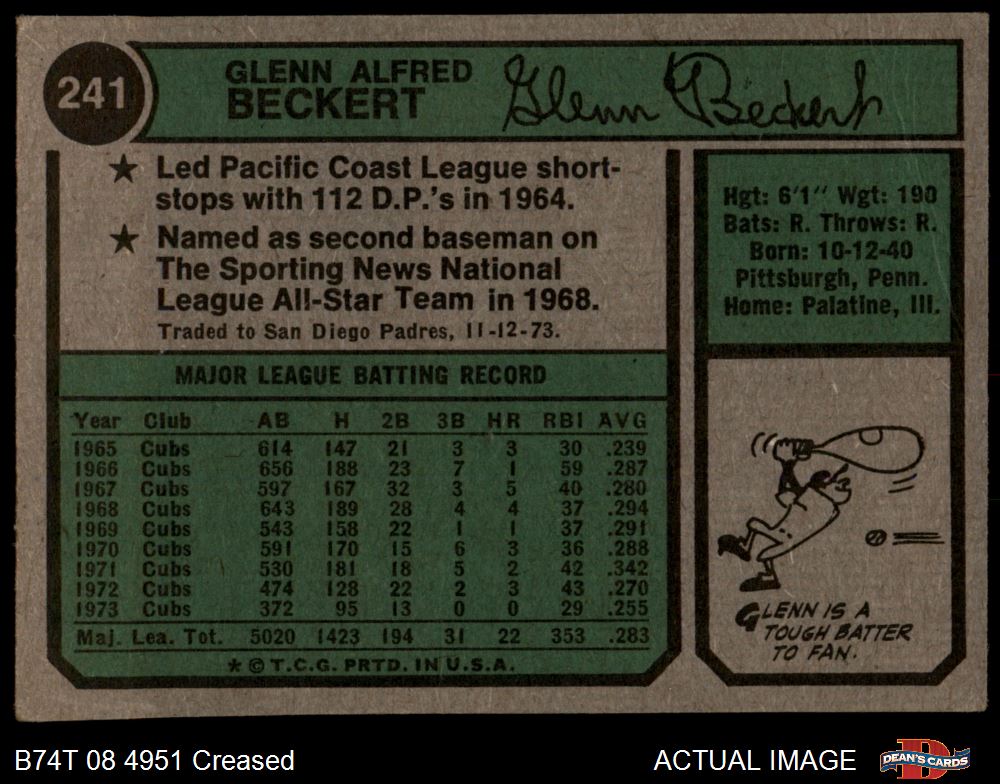 241
GLENN ALFRED
BECKERT
Glenn Beckert
★ Led Pacific Coast League short-
stops with 112 D.P.'s in 1964.
★ Named as second baseman on
The Sporting News National
League All-Star Team in 1968.
Traded to San Diego Padres, 11-12-73.
Hgt: 6'1" Wgt: 190
Bats: R. Throws: R.
Born: 10-12-40
Pittsburgh, Penn.
Home: Palatine, Ill.
MAJOR LEAGUE BATTING RECORD
Year Club AB H 2B 3B HR RBI AVG
1965 Cubs 614 147 21 3 3 30 .239
1966 Cubs 656 188 23 7 1 59 .287
1967 Cubs 597 167 32 3 5 40 .280
1968 Cubs 643 189 28 4 4 37 .294
1969 Cubs 543 158 22 1 1 37 .291
1970 Cubs 591 170 15 6 3 36 .288
1971 Cubs 530 181 18 5 2 42 .342
1972 Cubs 474 128 22 2 3 43 .270
1973 Cubs 372 95 13 0 0 29 .255
Maj. Lea. Tot. 5020 1423 194 31 22 353 .283
* © T.C.G. PRTD. IN U.S.A.
GLENN IS A
TOUGH BATTER
TO FAN.
B74T 08 4951 Creased
ACTUAL IMAGE
D
DEAN'S CARDS